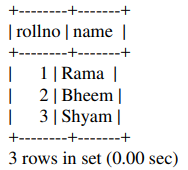 +--------+-------+
| rollno | name |
+--------+-------+
| 1 | Rama |
| 2 | Bheem |
| 3 | Shyam |
+--------+-------+
3 rows in set (0.00 sec)